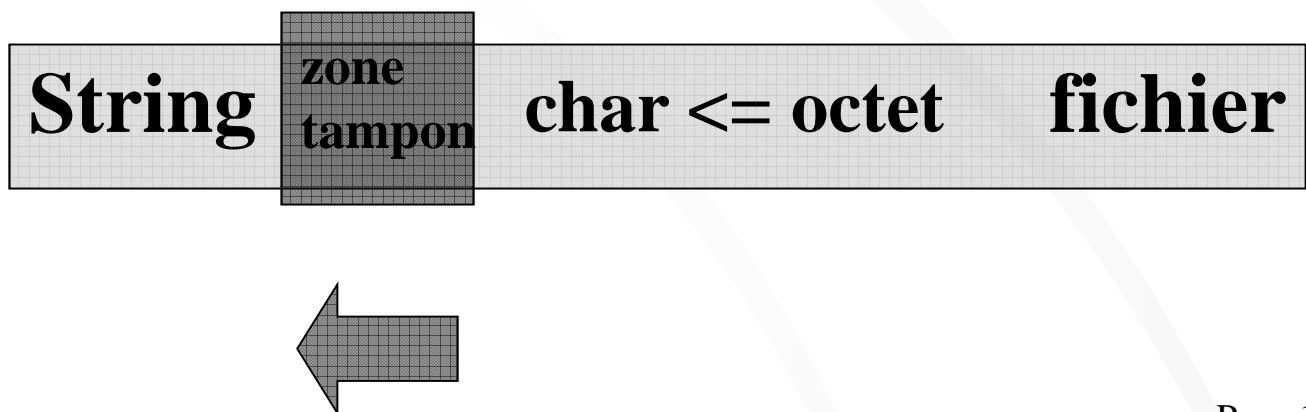 String
zone
tampon
char <= octet
fichier